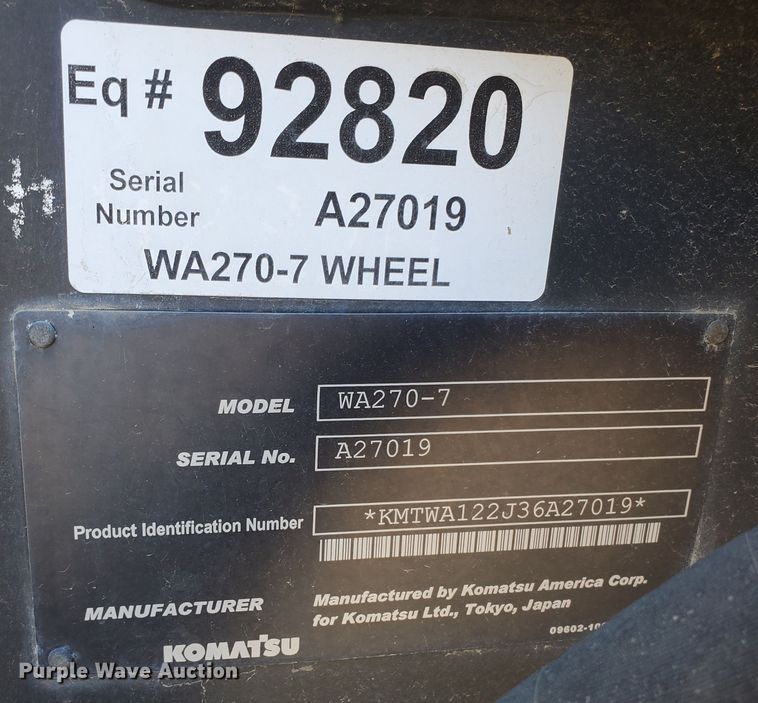 Eq # 92820
Serial Number A27019
WA270-7 WHEEL
MODEL WA270-7
SERIAL No. A27019
Product Identification Number *KMTWA122J36A27019*
MANUFACTURER Manufactured by Komatsu America Corp.
for Komatsu Ltd., Tokyo, Japan
KOMATSU
Purple Wave Auction